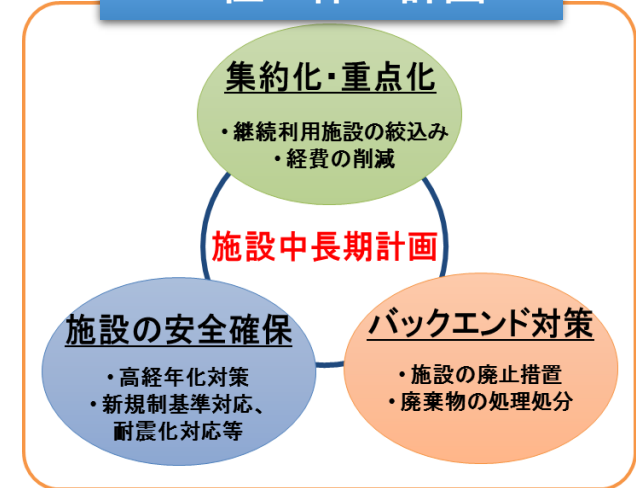 集約化・重点化
・継続利用施設の絞込み
・経費の削減
施設中長期計画
施設の安全確保
・高経年化対策
・新規制基準対応、
耐震化対応等
バックエンド対策
・施設の廃止措置
・廃棄物の処理処分